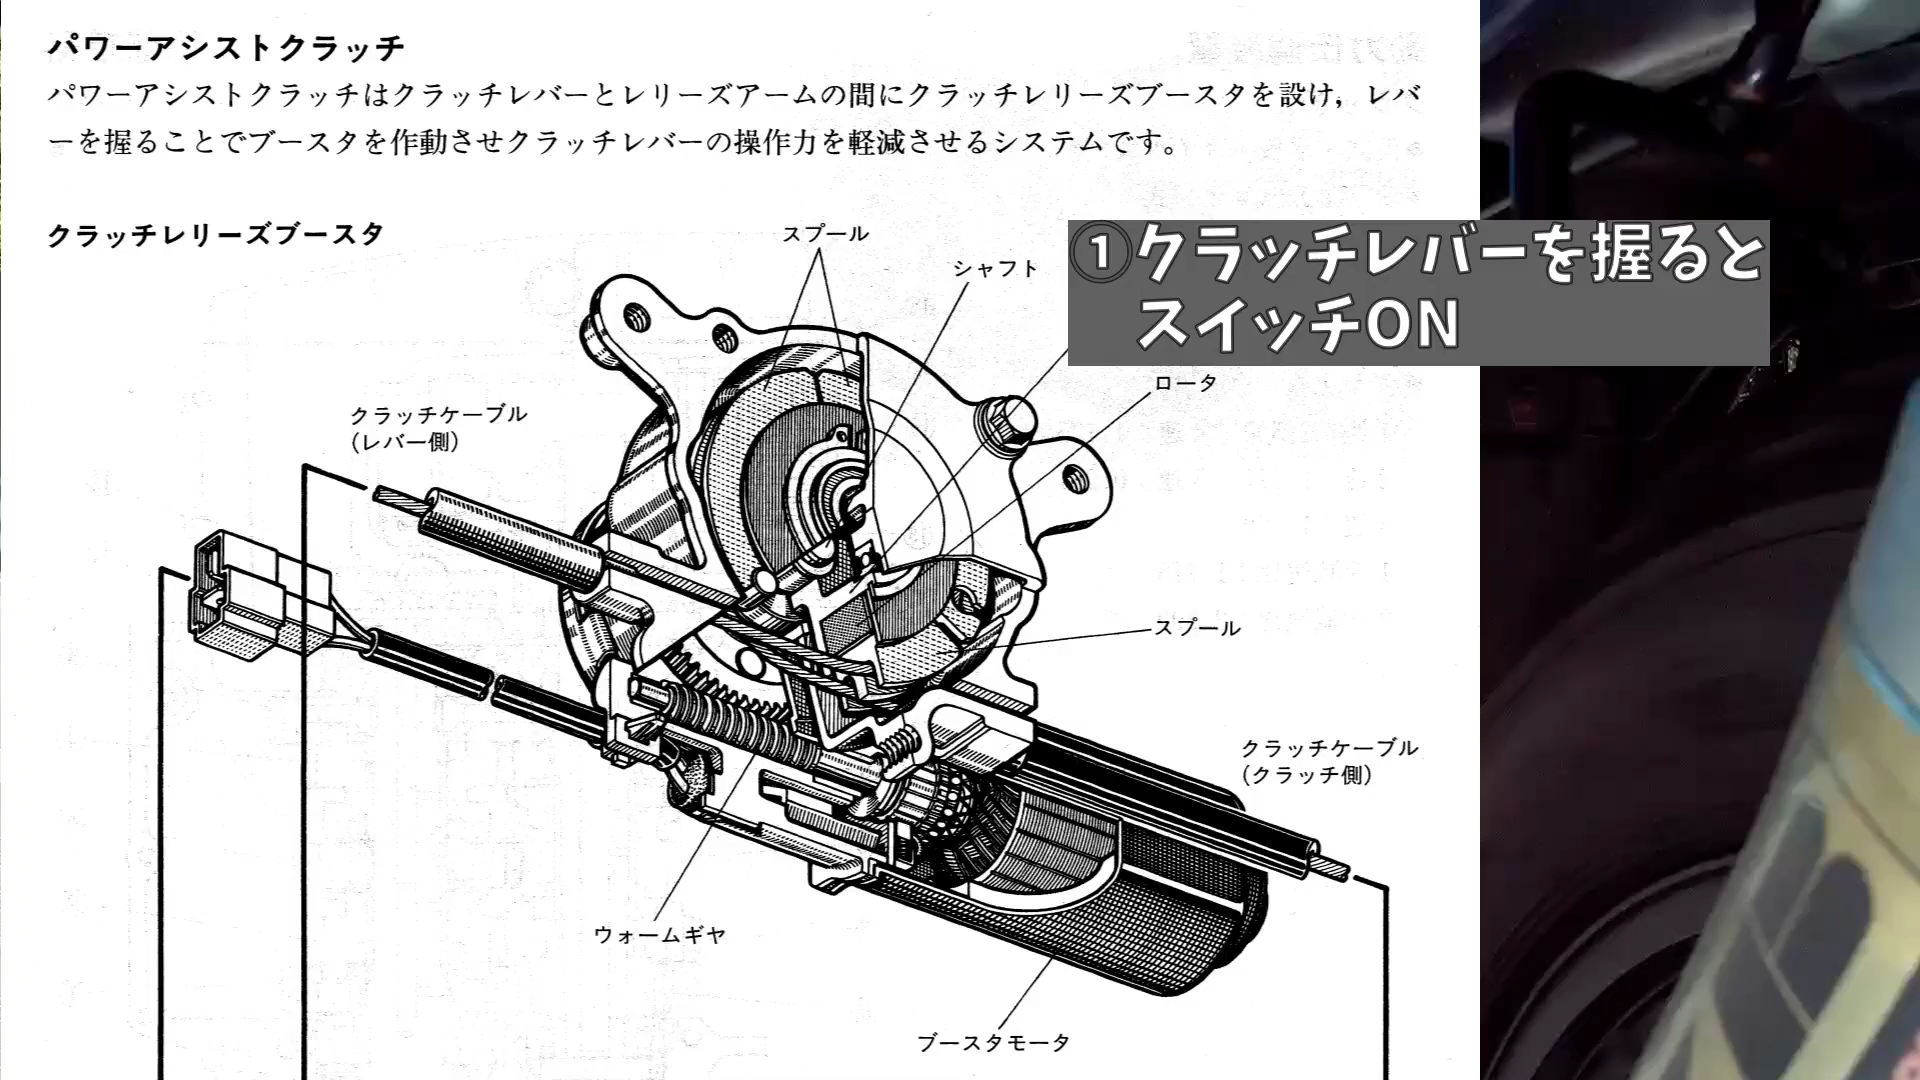 パワーアシストクラッチ
パワーアシストクラッチはクラッチレバーとレリーズアームの間にクラッチレリーズブースタを設け，レバ
ーを握ることでブースタを作動させクラッチレバーの操作力を軽減させるシステムです。
クラッチレリーズブースタ
スプール
シャフト
①クラッチレバーを握ると
スイッチON
ロータ
クラッチケーブル
(レバー側)
スプール
クラッチケーブル
(クラッチ側)
ウォームギヤ
ブースタモータ